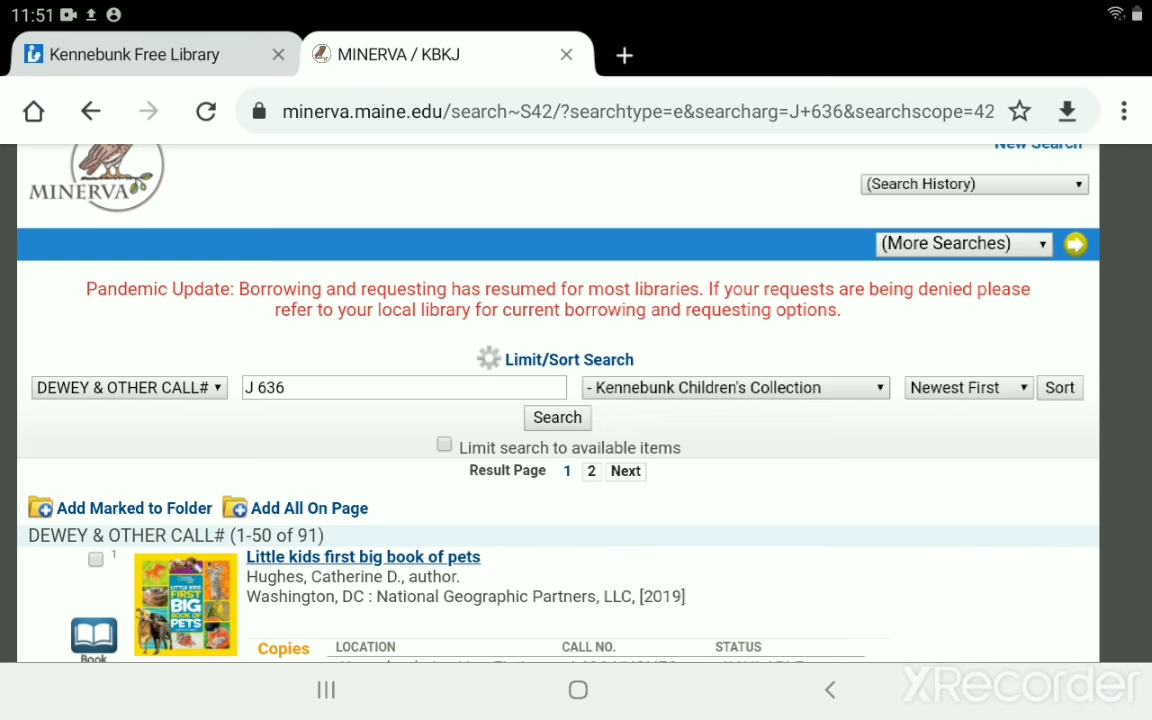 11:51
Kennebunk Free Library
MINERVA / KBKJ
minerva.maine.edu/search~S42/?searchtype=e&searcharg=J+636&searchscope=42
New Search
MINERVA
(Search History)
(More Searches)
Pandemic Update: Borrowing and requesting has resumed for most libraries. If your requests are being denied please
refer to your local library for current borrowing and requesting options.
Limit/Sort Search
DEWEY & OTHER CALL# J 636 - Kennebunk Children's Collection Newest First Sort
Search
Limit search to available items
Result Page 1 2 Next
Add Marked to Folder Add All On Page
DEWEY & OTHER CALL# (1-50 of 91)
1 Little kids first big book of pets
Hughes, Catherine D., author.
Washington, DC : National Geographic Partners, LLC, [2019]
LITTLE KIDS
FIRST
BIG
BOOK OF
PETS
Book
Copies LOCATION CALL NO. STATUS
XRecorder